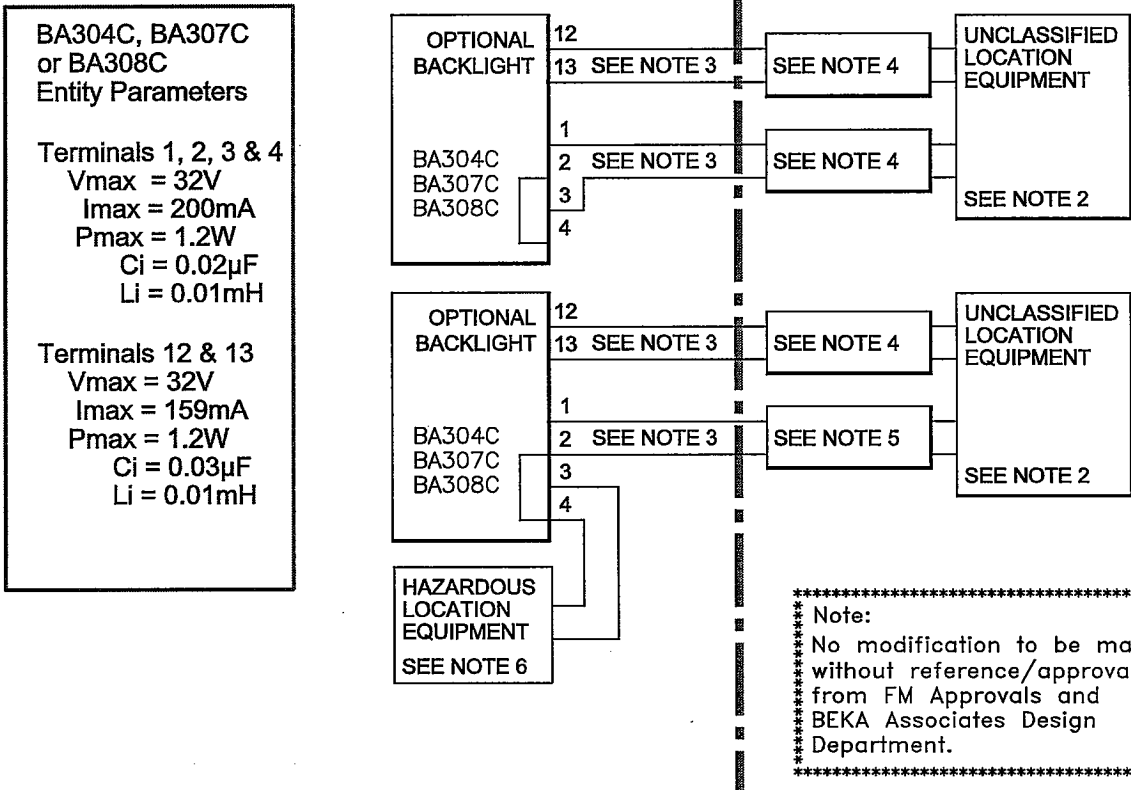 BA304C, BA307C
or BA308C
Entity Parameters
Terminals 1, 2, 3 & 4
Vmax = 32V
Imax = 200mA
Pmax = 1.2W
Ci = 0.02µF
Li = 0.01mH
Terminals 12 & 13
Vmax = 32V
Imax = 159mA
Pmax = 1.2W
Ci = 0.03µF
Li = 0.01mH
OPTIONAL
BACKLIGHT
12
13 SEE NOTE 3
SEE NOTE 4
UNCLASSIFIED
LOCATION
EQUIPMENT
BA304C
BA307C
BA308C
1
2 SEE NOTE 3
3
4
SEE NOTE 4
SEE NOTE 2
OPTIONAL
BACKLIGHT
12
13 SEE NOTE 3
SEE NOTE 4
UNCLASSIFIED
LOCATION
EQUIPMENT
BA304C
BA307C
BA308C
1
2 SEE NOTE 3
3
4
SEE NOTE 5
SEE NOTE 2
HAZARDOUS
LOCATION
EQUIPMENT
SEE NOTE 6
Note:
No modification to be ma
without reference/approva
from FM Approvals and
BEKA Associates Design
Department.